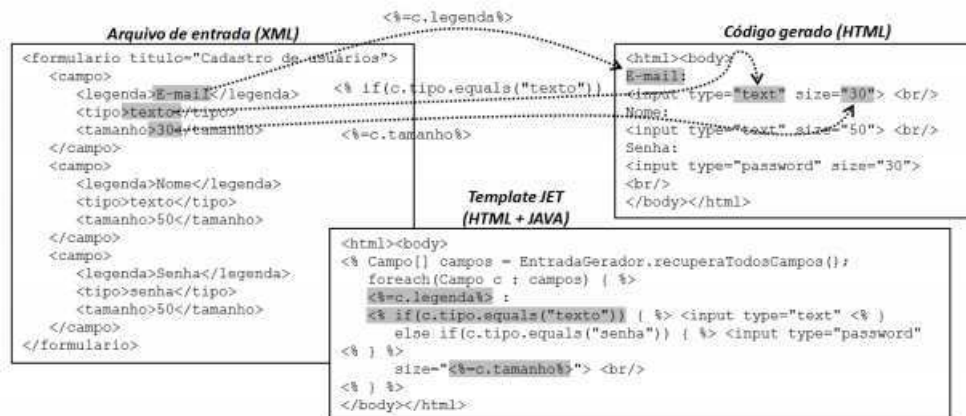 <%=c.legenda%>
Arquivo de entrada (XML)
<formulario titulo="Cadastro de usuários">
<campo>
<legenda>E-mail</legenda>
<tipo>texto</tipo>
<tamanho>30</tamanho>
</campo>
<campo>
<legenda>Nome</legenda>
<tipo>texto</tipo>
<tamanho>50</tamanho>
</campo>
<campo>
<legenda>Senha</legenda>
<tipo>senha</tipo>
<tamanho>50</tamanho>
</campo>
</formulario>
<% if(c.tipo.equals("texto"))
<%=c.tamanho%>
Código gerado (HTML)
<html><body>
E-mail:
<input type="text" size="30"> <br/>
Nome:
<input type="text" size="50"> <br/>
Senha:
<input type="password" size="30">
<br/>
</body></html>
Template JET
(HTML + JAVA)
<html><body>
<% Campo[] campos = EntradaGerador.recuperaTodosCampos();
foreach(Campo c : campos) { %>
<%=c.legenda%> :
<% if(c.tipo.equals("texto")) { %> <input type="text" <% }
else if(c.tipo.equals("senha")) { %> <input type="password"
<% } %>
size="<%=c.tamanho%>"> <br/>
<% } %>
</body></html>